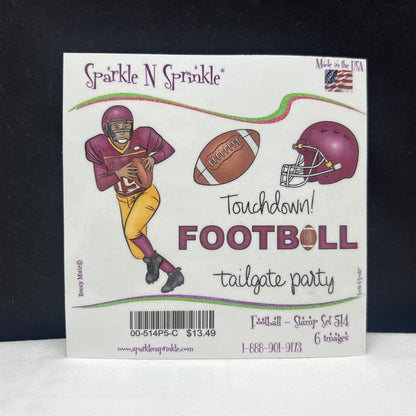 Sparkle N Sprinkle®
Made in the USA
Touchdown!
FOOTBALL
tailgate party
Football – Stamp Set 514
00-514P5-C $13.49
6 images
www.sparklensprinkle.com
1-888-901-9173